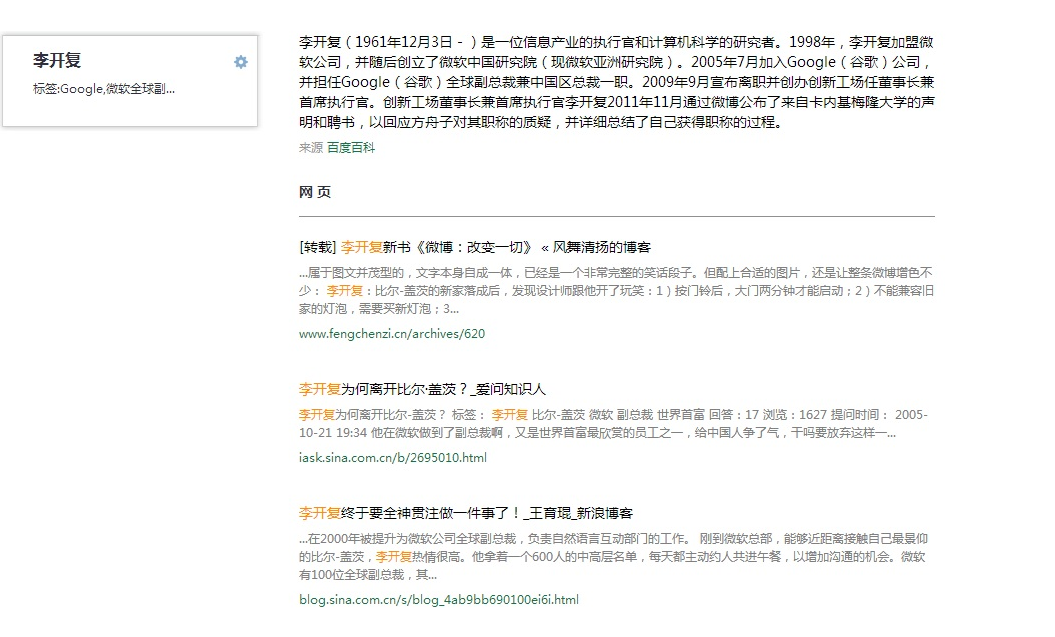 李开复
标签:Google,微软全球副...
李开复（1961年12月3日－ ）是一位信息产业的执行官和计算机科学的研究者。1998年，李开复加盟微
软公司，并随后创立了微软中国研究院（现微软亚洲研究院）。2005年7月加入Google（谷歌）公司，
并担任Google（谷歌）全球副总裁兼中国区总裁一职。2009年9月宣布离职并创办创新工场任董事长兼
首席执行官。创新工场董事长兼首席执行官李开复2011年11月通过微博公布了来自卡内基梅隆大学的声
明和聘书，以回应方舟子对其职称的质疑，并详细总结了自己获得职称的过程。
来源 百度百科
网 页
[转载] 李开复新书《微博：改变一切》 « 风舞清扬的博客
...属于图文并茂型的，文字本身自成一体，已经是一个非常完整的笑话段子。但配上合适的图片，还是让整条微博增色不
少： 李开复：比尔-盖茨的新家落成后，发现设计师跟他开了玩笑：1）按门铃后，大门两分钟才能启动；2）不能兼容旧
家的灯泡，需要买新灯泡；3...
www.fengchenzi.cn/archives/620
李开复为何离开比尔·盖茨？_爱问知识人
李开复为何离开比尔-盖茨？ 标签： 李开复 比尔-盖茨 微软 副总裁 世界首富 回答：17 浏览：1627 提问时间： 2005-
10-21 19:34 他在微软做到了副总裁啊，又是世界首富最欣赏的员工之一，给中国人争了气，干吗要放弃这样一...
iask.sina.com.cn/b/2695010.html
李开复终于要全神贯注做一件事了！_王育琨_新浪博客
...在2000年被提升为微软公司全球副总裁，负责自然语言互动部门的工作。 刚到微软总部，能够近距离接触自己最景仰
的比尔-盖茨，李开复热情很高。他拿着一个600人的中高层名单，每天都主动约人共进午餐，以增加沟通的机会。微软
有100位全球副总裁，其...
blog.sina.com.cn/s/blog_4ab9bb690100ei6i.html